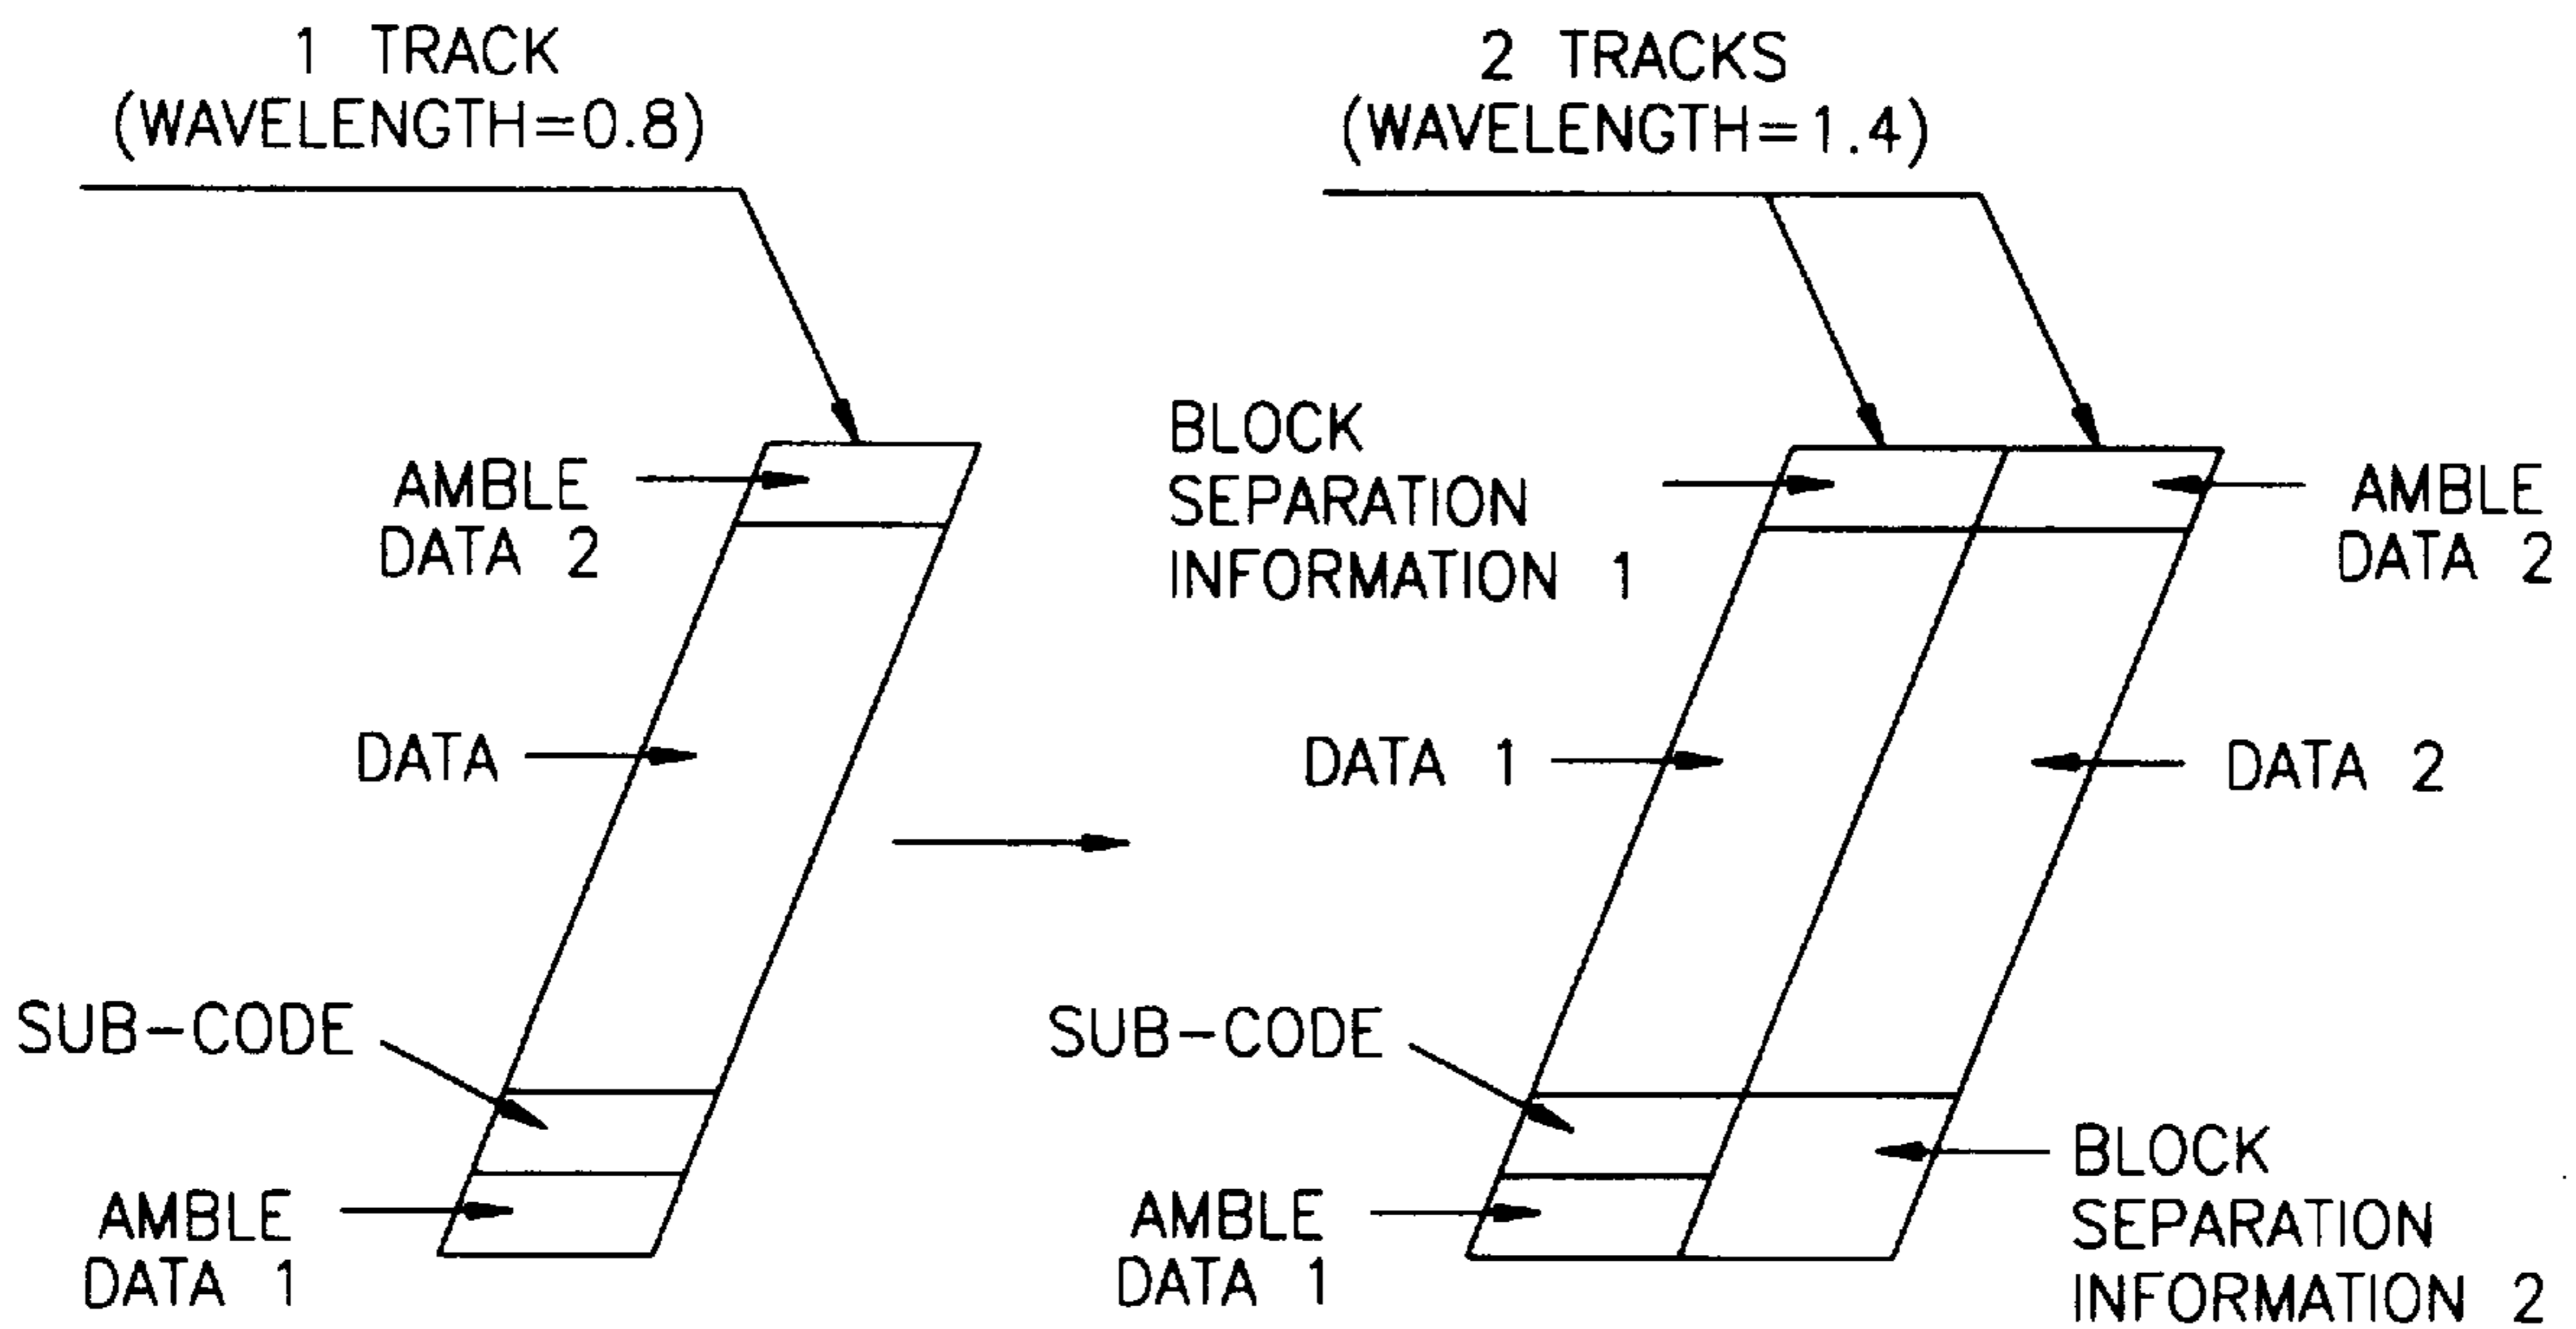 1 TRACK
(WAVELENGTH=0.8)
AMBLE
DATA 2
DATA
SUB-CODE
AMBLE
DATA 1
2 TRACKS
(WAVELENGTH=1.4)
BLOCK
SEPARATION
INFORMATION 1
AMBLE
DATA 2
DATA 1
DATA 2
SUB-CODE
AMBLE
DATA 1
BLOCK
SEPARATION
INFORMATION 2